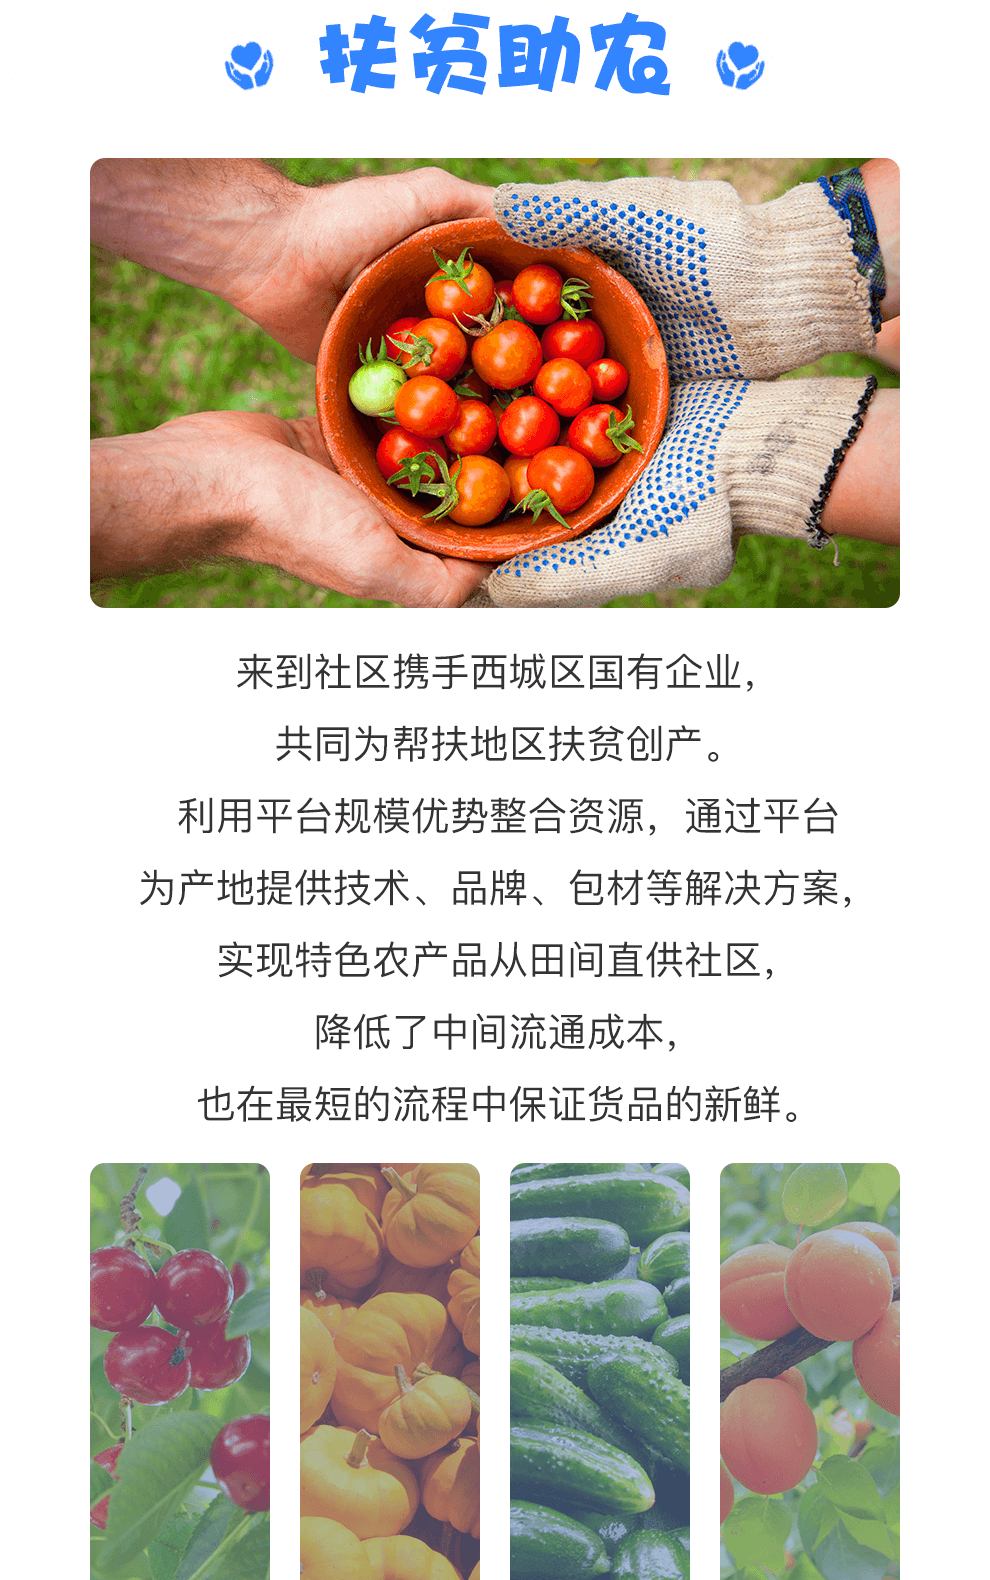 扶贫助农
来到社区携手西城区国有企业，
共同为帮扶地区扶贫创产。
利用平台规模优势整合资源，通过平台
为产地提供技术、品牌、包材等解决方案，
实现特色农产品从田间直供社区，
降低了中间流通成本，
也在最短的流程中保证货品的新鲜。